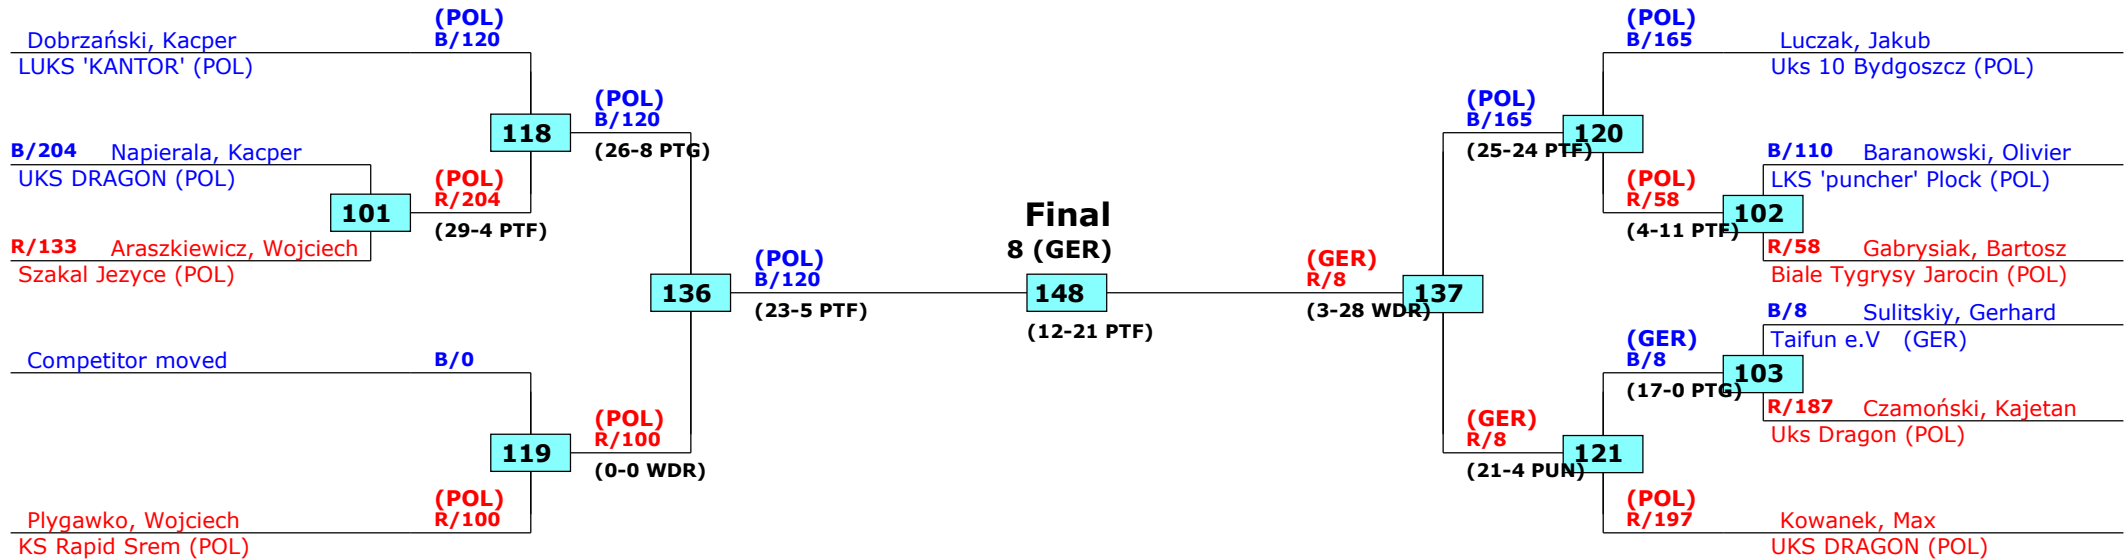 (POL)
Dobrzański, Kacper B/120
LUKS 'KANTOR' (POL)
(POL)
B/120
118
(26-8 PTG)
B/204 Napierala, Kacper
UKS DRAGON (POL)
(POL)
R/204
101
(29-4 PTF)
R/133 Araszkiewicz, Wojciech
Szakal Jezyce (POL)
136
(POL)
B/120
(23-5 PTF)
Competitor moved B/0
(POL)
R/100
119
(0-0 WDR)
(POL)
Plygawko, Wojciech R/100
KS Rapid Srem (POL)
Final
8 (GER)
148
(12-21 PTF)
(POL)
B/165 Luczak, Jakub
Uks 10 Bydgoszcz (POL)
(POL)
B/165
120
(25-24 PTF)
B/110 Baranowski, Olivier
LKS 'puncher' Plock (POL)
(POL)
R/58
102
(4-11 PTF)
R/58 Gabrysiak, Bartosz
Biale Tygrysy Jarocin (POL)
(GER)
R/8
137
(3-28 WDR)
B/8 Sulitskiy, Gerhard
Taifun e.V (GER)
(GER)
B/8
103
(17-0 PTG)
R/187 Czamoński, Kajetan
Uks Dragon (POL)
(GER)
R/8
121
(21-4 PUN)
(POL)
R/197 Kowanek, Max
UKS DRAGON (POL)